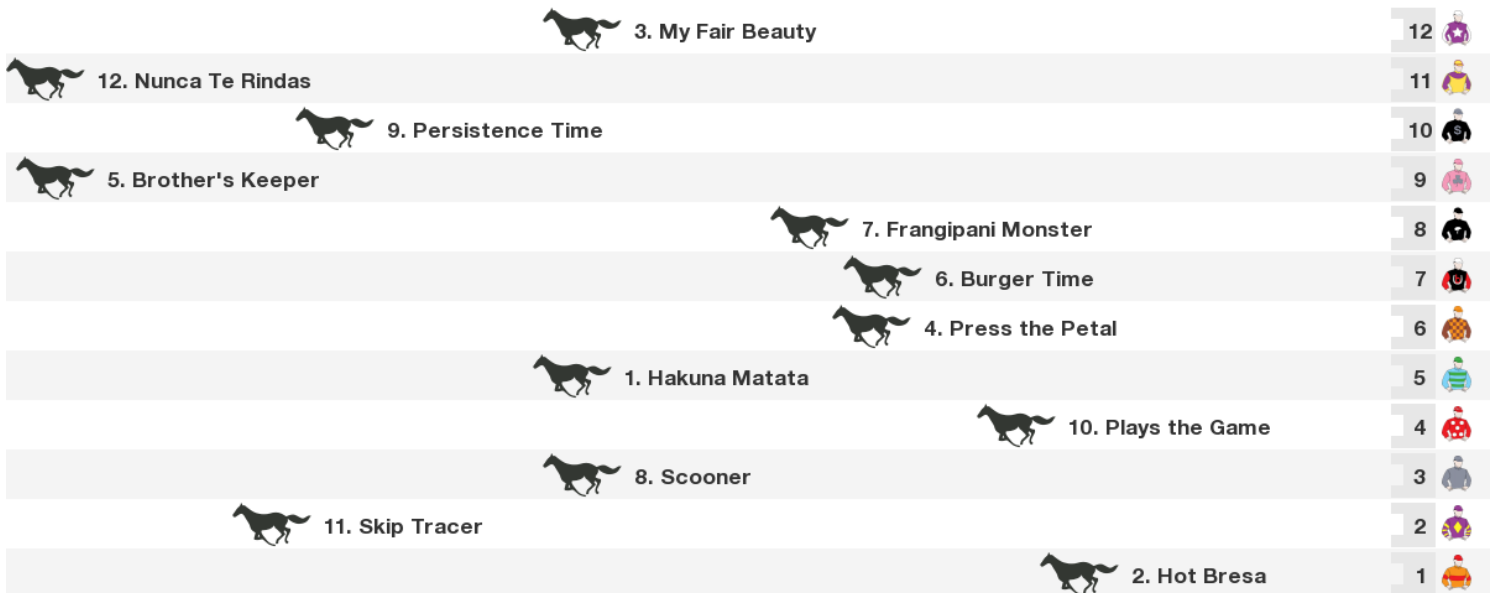 3. My Fair Beauty 12
12. Nunca Te Rindas 11
9. Persistence Time 10 S
5. Brother's Keeper 9
7. Frangipani Monster 8
6. Burger Time 7
4. Press the Petal 6
1. Hakuna Matata 5
10. Plays the Game 4
8. Scooner 3
11. Skip Tracer 2
2. Hot Bresa 1